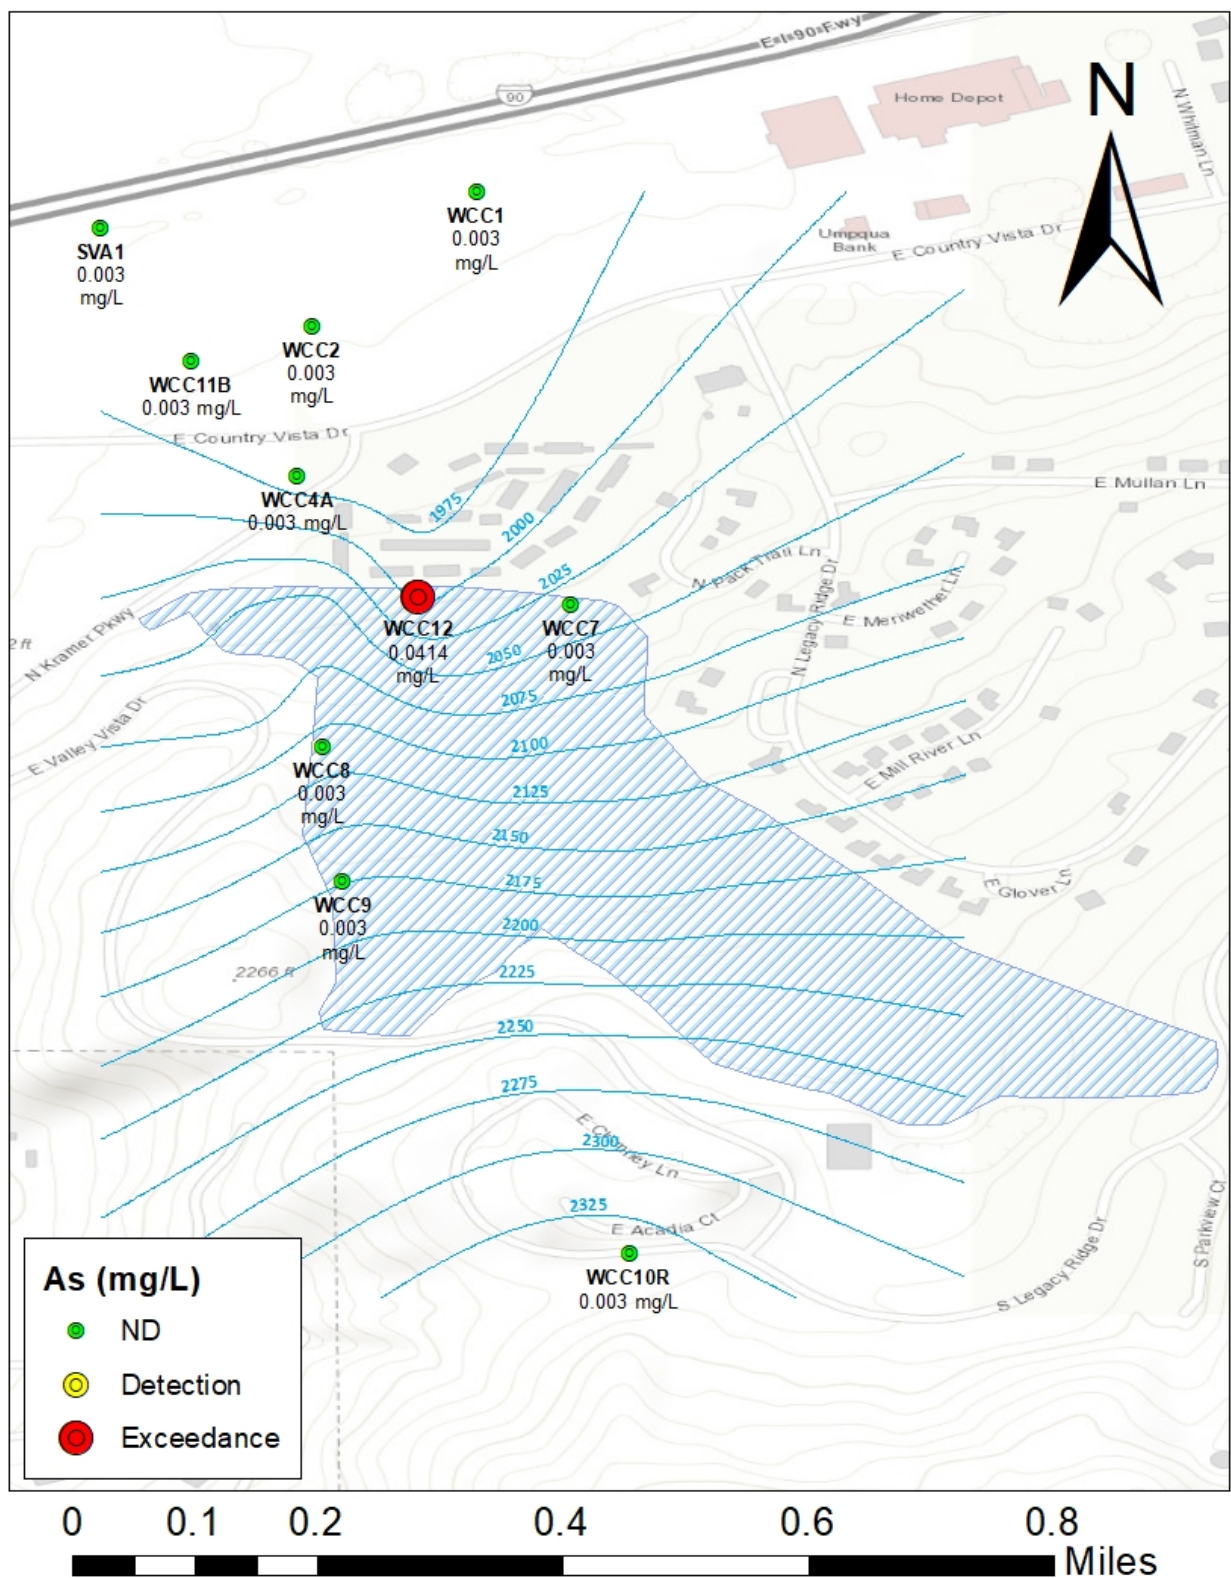 E I-90 Fwy
90
Home Depot
N
N Whitman Ln
WCC1
0.003
mg/L
SVA1
0.003
mg/L
Umpqua
Bank
E Country Vista Dr
WCC2
0.003
mg/L
WCC11B
0.003 mg/L
E Country Vista Dr
WCC4A
0.003 mg/L
E Mullan Ln
1975
2000
2025
N Pack Trail Ln
N Legacy Ridge Dr
E Meriwether Ln
WCC12
0.0414
mg/L
WCC7
0.003
mg/L
2 ft
N Kramer Pkwy
2050
2075
E Valley Vista Dr
2100
WCC8
0.003
mg/L
E Mill River Ln
2125
2150
2175
WCC9
0.003
mg/L
E Glover Ln
2200
2266 ft
2225
2250
2275
E Chimney Ln
2300
2325
E Acadia Ct
S Parkview Ct
S Legacy Ridge Dr
WCC10R
0.003 mg/L
As (mg/L)
ND
Detection
Exceedance
0 0.1 0.2 0.4 0.6 0.8
Miles